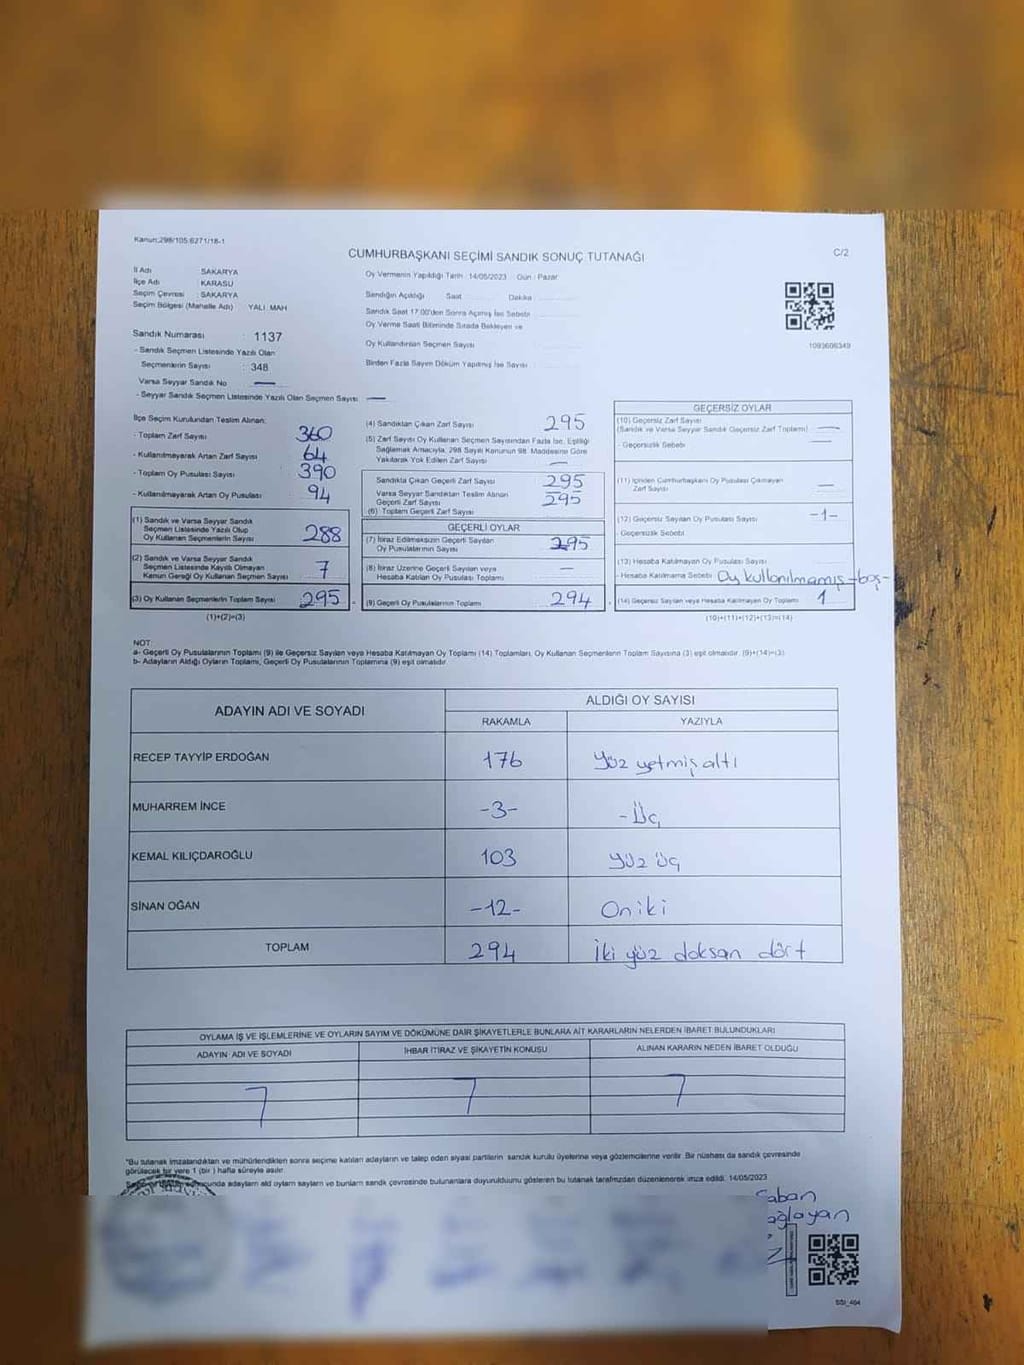 Kanun:298/105.6271/18-1
CUMHURBAŞKANI SEÇİMİ SANDIK SONUÇ TUTANAĞI
C/2
İl Adı : SAKARYA
İlçe Adı : KARASU
Seçim Çevresi : SAKARYA
Seçim Bölgesi (Mahalle Adı) YALI MAH
Sandık Numarası : 1137
- Sandık Seçmen Listesinde Yazılı Olan
Seçmenlerin Sayısı : 348
Varsa Seyyar Sandık No —
- Seyyar Sandık Seçmen Listesinde Yazılı Olan Seçmen Sayısı —
Oy Vermenin Yapıldığı Tarih : 14/05/2023 Gün : Pazar
Sandığın Açıldığı Saat Dakika
Sandık Saat 17:00'den Sonra Açılmış İse Sebebi
Oy Verme Saati Bitiminde Sırada Bekleyen ve
Oy Kullandırılan Seçmen Sayısı
Birden Fazla Sayım Döküm Yapılmış İse Sayısı
1093606349
İlçe Seçim Kurulundan Teslim Alınan:
- Toplam Zarf Sayısı 360
- Kullanılmayarak Artan Zarf Sayısı 64
- Toplam Oy Pusulası Sayısı 390
- Kullanılmayarak Artan Oy Pusulası 94
(1) Sandık ve Varsa Seyyar Sandık
Seçmen Listesinde Yazılı Olup
Oy Kullanan Seçmenlerin Sayısı 288
(2) Sandık ve Varsa Seyyar Sandık
Seçmen Listesinde Kayıtlı Olmayan
Kanun Gereği Oy Kullanan Seçmen Sayısı 7
(3) Oy Kullanan Seçmenlerin Toplam Sayısı 295
(1)+(2)=(3)
(4) Sandıktan Çıkan Zarf Sayısı 295
(5) Zarf Sayısı Oy Kullanan Seçmen Sayısından Fazla İse, Eşitliği
Sağlamak Amacıyla, 298 Sayılı Kanunun 98. Maddesine Göre
Yakılarak Yok Edilen Zarf Sayısı —
Sandıkta Çıkan Geçerli Zarf Sayısı 295
Varsa Seyyar Sandıktan Teslim Alınan
Geçerli Zarf Sayısı —
(6) Toplam Geçerli Zarf Sayısı 295
GEÇERLİ OYLAR
(7) İtiraz Edilmeksizin Geçerli Sayılan
Oy Pusulalarının Sayısı 295
(8) İtiraz Üzerine Geçerli Sayılan veya
Hesaba Katılan Oy Pusulası Toplamı —
(9) Geçerli Oy Pusulalarının Toplamı 294
GEÇERSİZ OYLAR
(10) Geçersiz Zarf Sayısı
(Sandık ve Varsa Seyyar Sandık Geçersiz Zarf Toplamı) —
- Geçersizlik Sebebi —
(11) İçinden Cumhurbaşkanı Oy Pusulası Çıkmayan
Zarf Sayısı —
(12) Geçersiz Sayılan Oy Pusulası Sayısı -1-
- Geçersizlik Sebebi
(13) Hesaba Katılmayan Oy Pusulası Sayısı
- Hesaba Katılmama Sebebi Oy kullanılmamış -boş-
(14) Geçersiz Sayılan veya Hesaba Katılmayan Oy Toplamı 1
(10)+(11)+(12)+(13)=(14)
NOT:
a- Geçerli Oy Pusulalarının Toplamı (9) ile Geçersiz Sayılan veya Hesaba Katılmayan Oy Toplamı (14) Toplamları, Oy Kullanan Seçmenlerin Toplam Sayısına (3) eşit olmalıdır. (9)+(14)=(3)
b- Adayların Aldığı Oyların Toplamı, Geçerli Oy Pusulalarının Toplamına (9) eşit olmalıdır.
ADAYIN ADI VE SOYADI
ALDIĞI OY SAYISI
RAKAMLA YAZIYLA
RECEP TAYYİP ERDOĞAN 176 Yüz yetmiş altı
MUHARREM İNCE -3- - Üç
KEMAL KILIÇDAROĞLU 103 Yüz üç
SİNAN OĞAN -12- Oniki
TOPLAM 294 İki yüz doksan dört
OYLAMA İŞ VE İŞLEMLERİNE VE OYLARIN SAYIM VE DÖKÜMÜNE DAİR ŞİKAYETLERLE BUNLARA AİT KARARLARIN NELERDEN İBARET BULUNDUKLARI
ADAYIN ADI VE SOYADI İHBAR İTİRAZ VE ŞİKAYETİN KONUSU ALINAN KARARIN NEDEN İBARET OLDUĞU
"Bu tutanak imzalandıktan ve mühürlendikten sonra seçime katılan adayların ve talep eden siyasi partilerin sandık kurulu üyelerine veya gözlemcilerine verilir. Bir nüshası da sandık çevresinde
görülecek bir yere 1 (bir) hafta süreyle asılır.
adayların aldı oyların sayların ve bunların sandık çevresinde bulunanlara duyurulduunu gösteren bu tutanak tarafımızdan düzenlenerek imza edildi. 14/05/2023
Şaban
ağlayan
SSI_404